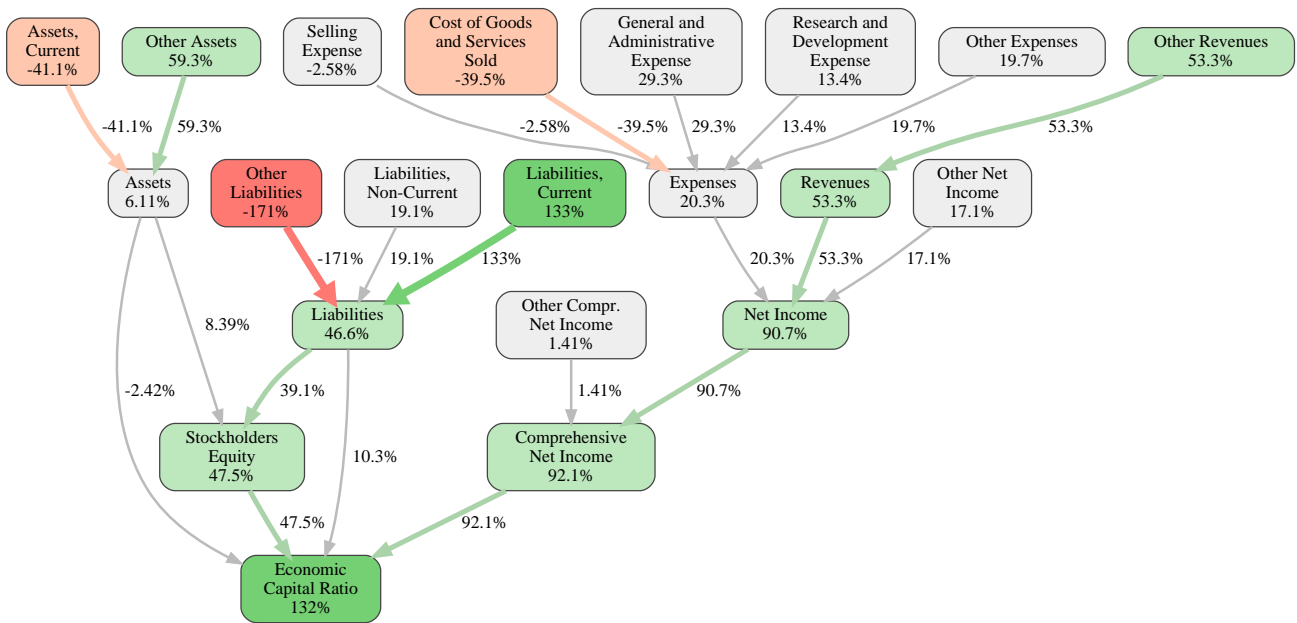 Assets,
Current
-41.1%
Other Assets
59.3%
Selling
Expense
-2.58%
Cost of Goods
and Services
Sold
-39.5%
General and
Administrative
Expense
29.3%
Research and
Development
Expense
13.4%
Other Expenses
19.7%
Other Revenues
53.3%
-41.1%
59.3%
-2.58%
-39.5%
29.3%
13.4%
19.7%
53.3%
Assets
6.11%
Other
Liabilities
-171%
Liabilities,
Non-Current
19.1%
Liabilities,
Current
133%
Expenses
20.3%
Revenues
53.3%
Other Net
Income
17.1%
-171%
19.1%
133%
20.3%
53.3%
17.1%
8.39%
Liabilities
46.6%
Other Compr.
Net Income
1.41%
Net Income
90.7%
-2.42%
39.1%
1.41%
90.7%
Stockholders
Equity
47.5%
10.3%
Comprehensive
Net Income
92.1%
47.5%
92.1%
Economic
Capital Ratio
132%